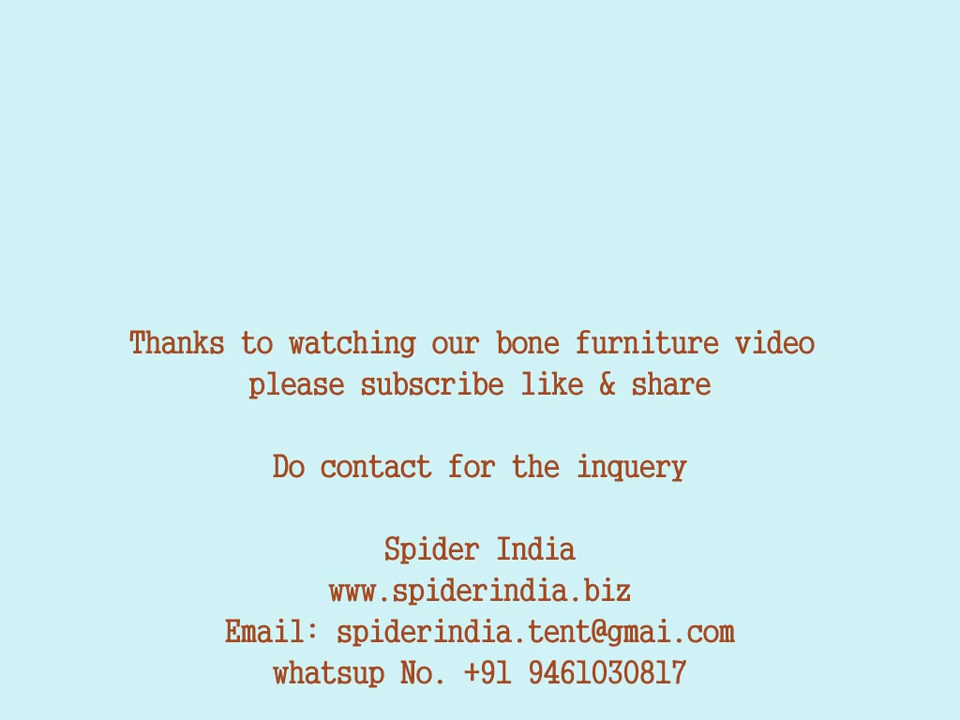 Thanks to watching our bone furniture video
please subscribe like & share
Do contact for the inquery
Spider India
www.spiderindia.biz
Email: spiderindia.tent@gmai.com
whatsup No. +91 9461030817